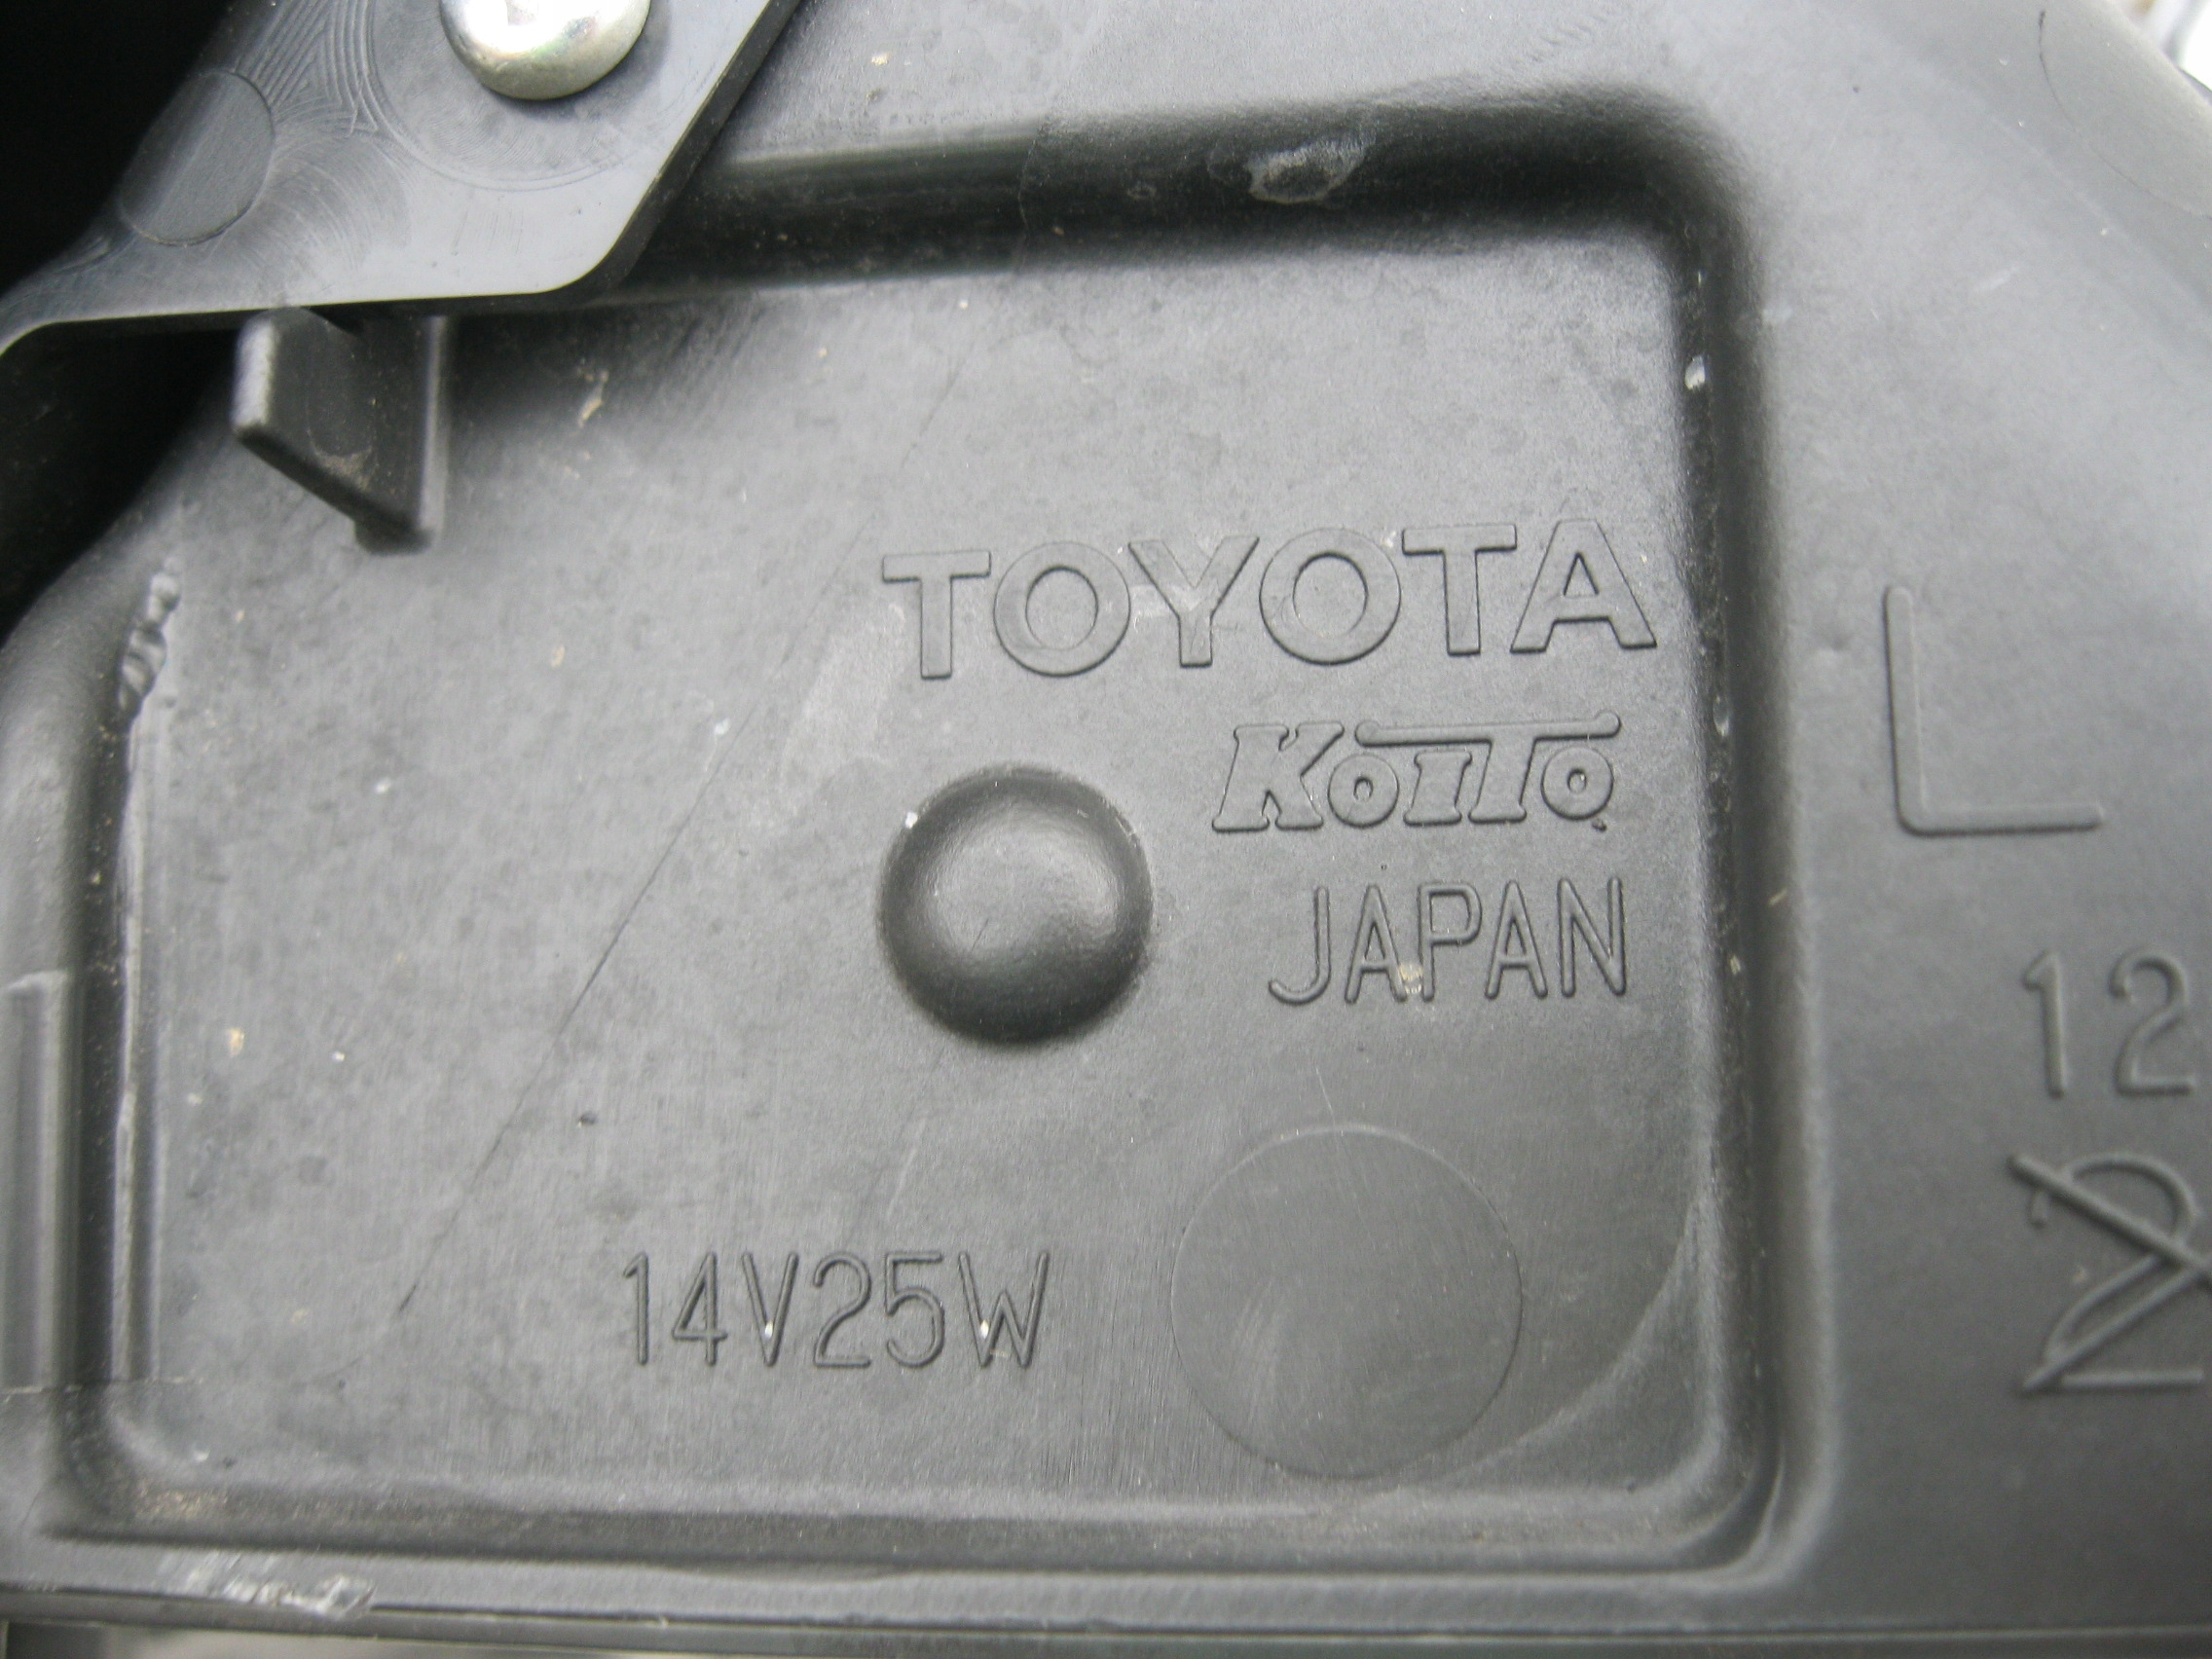 TOYOTA
KOITO
JAPAN
L
12
14V25W